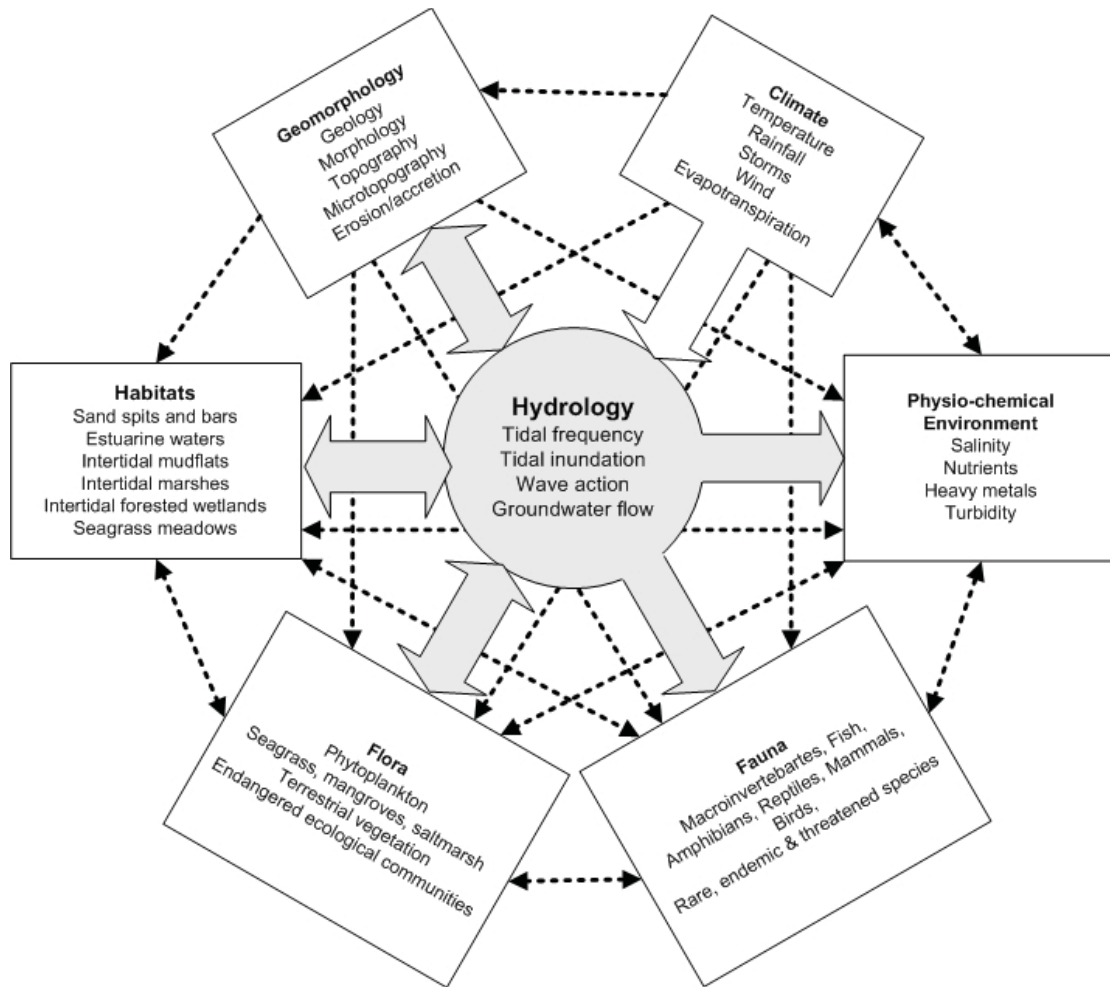 Geomorphology
Geology
Morphology
Topography
Microtopography
Erosion/accretion
Climate
Temperature
Rainfall
Storms
Wind
Evapotranspiration
Habitats
Sand spits and bars
Estuarine waters
Intertidal mudflats
Intertidal marshes
Intertidal forested wetlands
Seagrass meadows
Hydrology
Tidal frequency
Tidal inundation
Wave action
Groundwater flow
Physio-chemical
Environment
Salinity
Nutrients
Heavy metals
Turbidity
Flora
Phytoplankton
Seagrass, mangroves, saltmarsh
Terrestrial vegetation
Endangered ecological communities
Fauna
Macroinvertebartes, Fish,
Amphibians, Reptiles, Mammals,
Birds,
Rare, endemic & threatened species